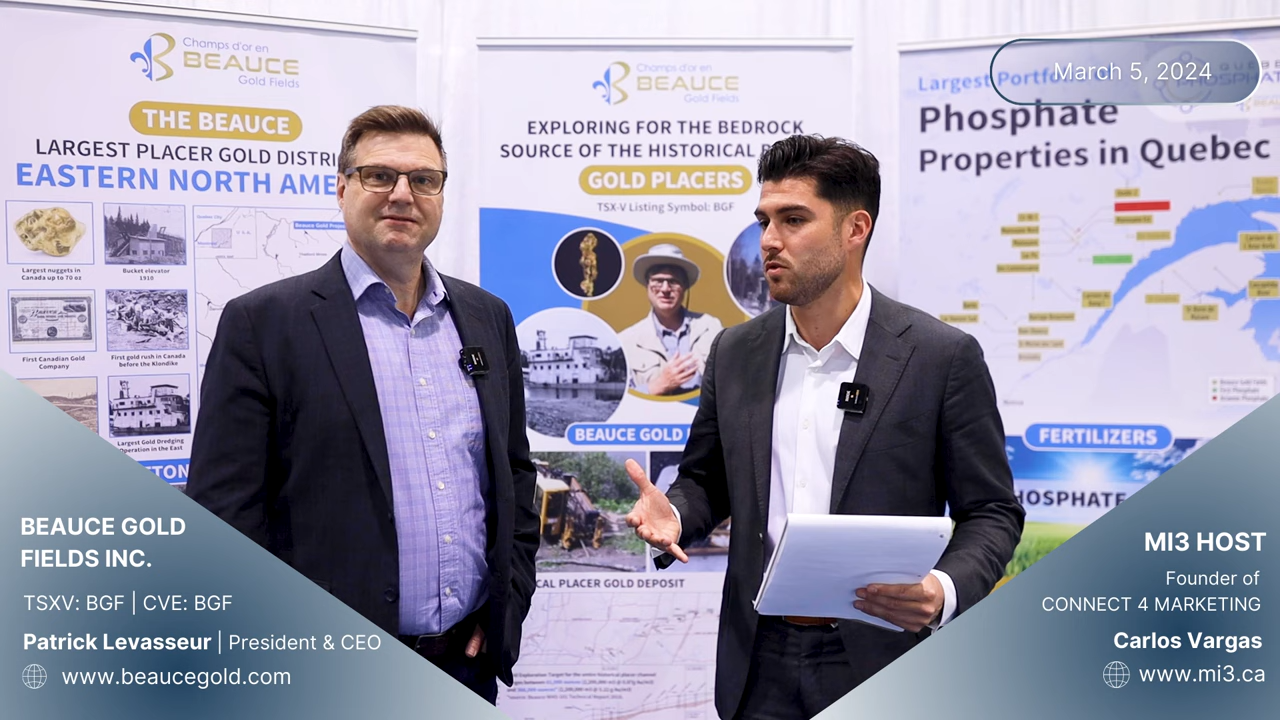 Champs d'or en
BEAUCE
Gold Fields
THE BEAUCE
LARGEST PLACER GOLD DISTRI
EASTERN NORTH AME
Largest nuggets in
Canada up to 70 oz
Bucket elevator
1910
First Canadian Gold
Company
First gold rush in Canada
before the Klondike
Largest Gold Dredging
Operation in the East
TON
Champs d'or en
BEAUCE
Gold Fields
EXPLORING FOR THE BEDROCK
SOURCE OF THE HISTORICAL
GOLD PLACERS
TSX-V Listing Symbol: BGF
BEAUCE GOLD
CAL PLACER GOLD DEPOSIT
March 5, 2024
Largest Portfo
Phosphate
Properties in Quebec
FERTILIZERS
HOSPHATE
BEAUCE GOLD
FIELDS INC.
TSXV: BGF | CVE: BGF
Patrick Levasseur | President & CEO
www.beaucegold.com
MI3 HOST
Founder of
CONNECT 4 MARKETING
Carlos Vargas
www.mi3.ca